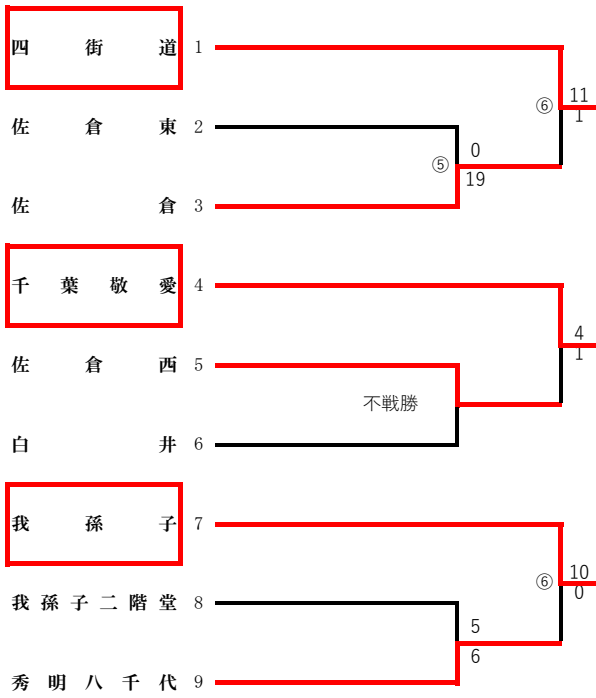 四街道 1
⑥ 11
1
佐倉東 2
0
⑤
19
佐倉 3
千葉敬愛 4
4
1
佐倉西 5
不戦勝
白井 6
我孫子 7
⑥ 10
0
我孫子二階堂 8
5
6
秀明八千代 9